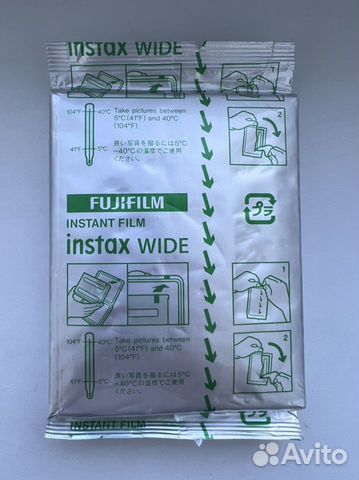 instax WIDE
1
104°F 40°C
41°F 5°C
Take pictures between
5°C(41°F) and 40°C
(104°F).
良い写真を撮るには5℃
~40℃の温度でご使用
ください。
2
FUJIFILM
INSTANT FILM
instax WIDE
プラ
1
104°F 40°C
41°F 5°C
Take pictures between
5°C(41°F) and 40°C
(104°F)
良い写真を撮るには5℃
~40℃の温度でご使用
ください。
2
INSTANT FILM
Avito